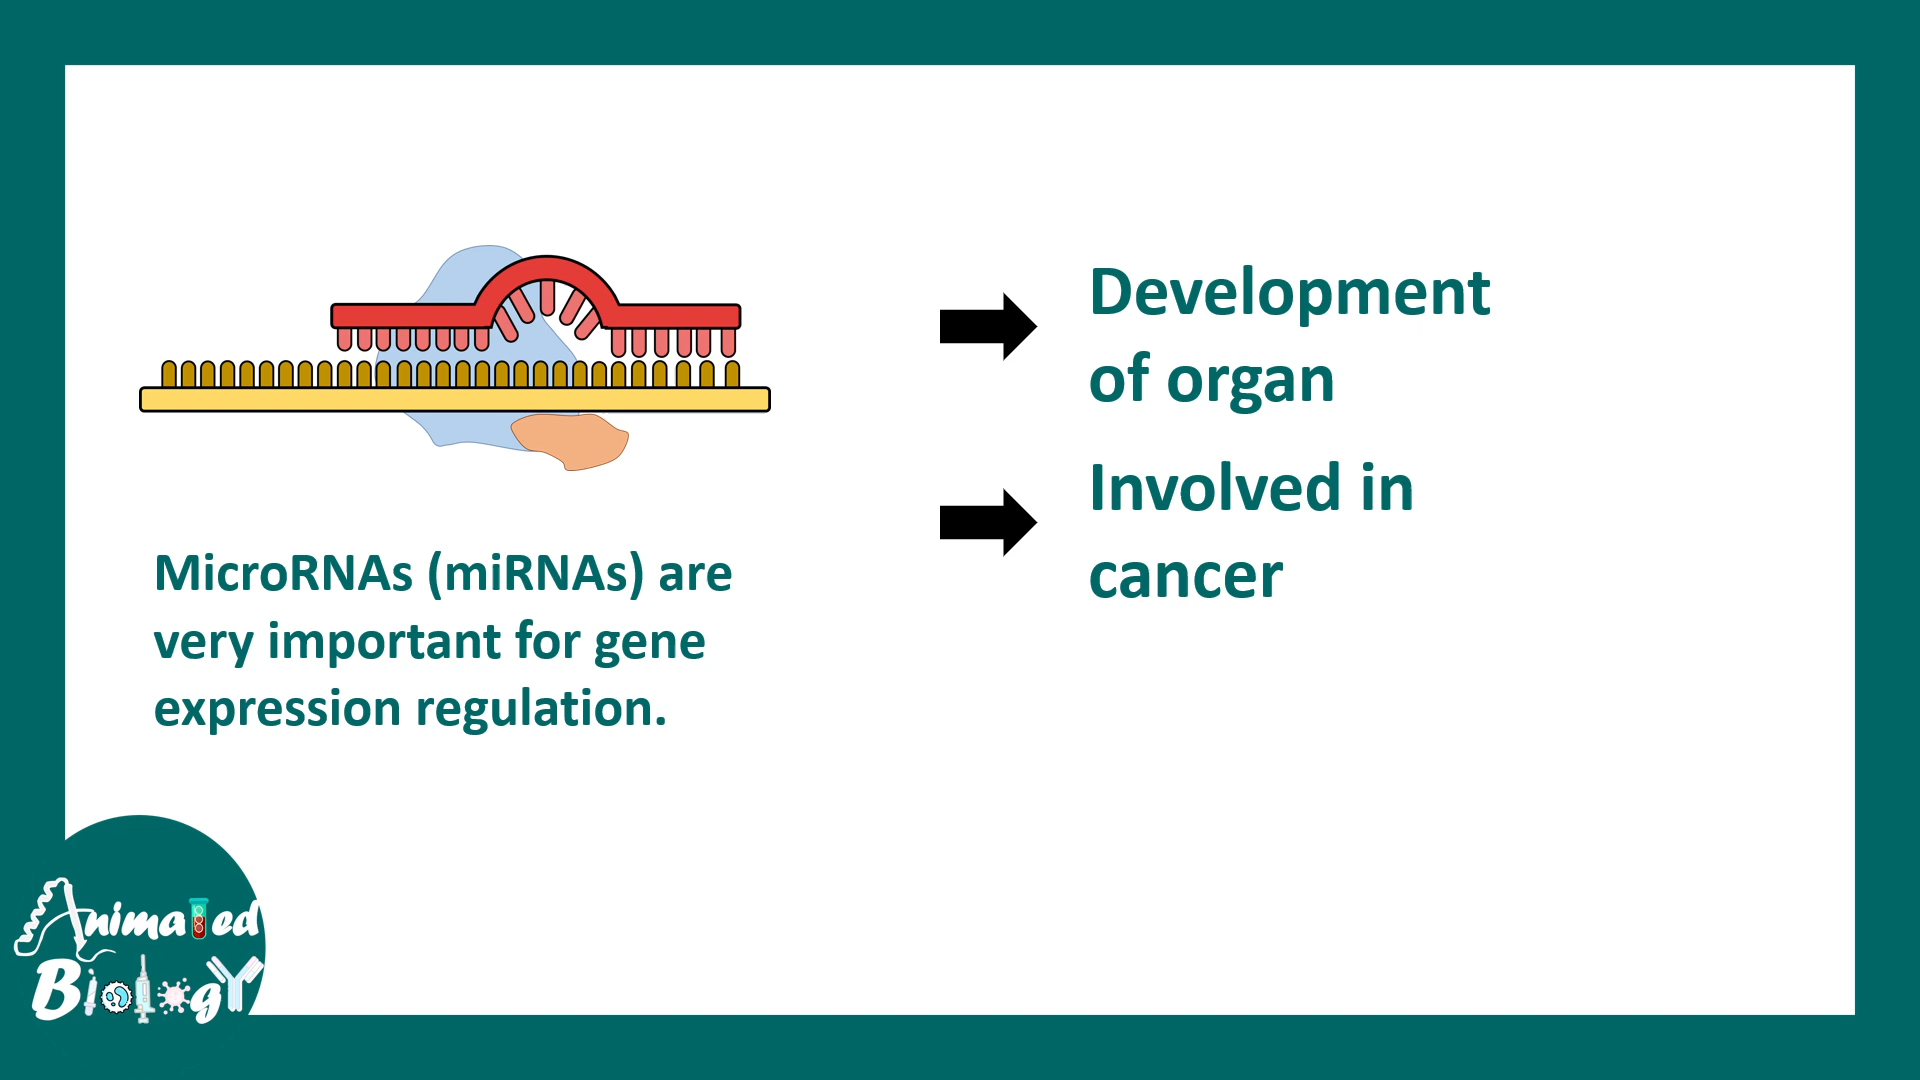 Development
of organ
Involved in
cancer
MicroRNAs (miRNAs) are
very important for gene
expression regulation.
Animated
Biology